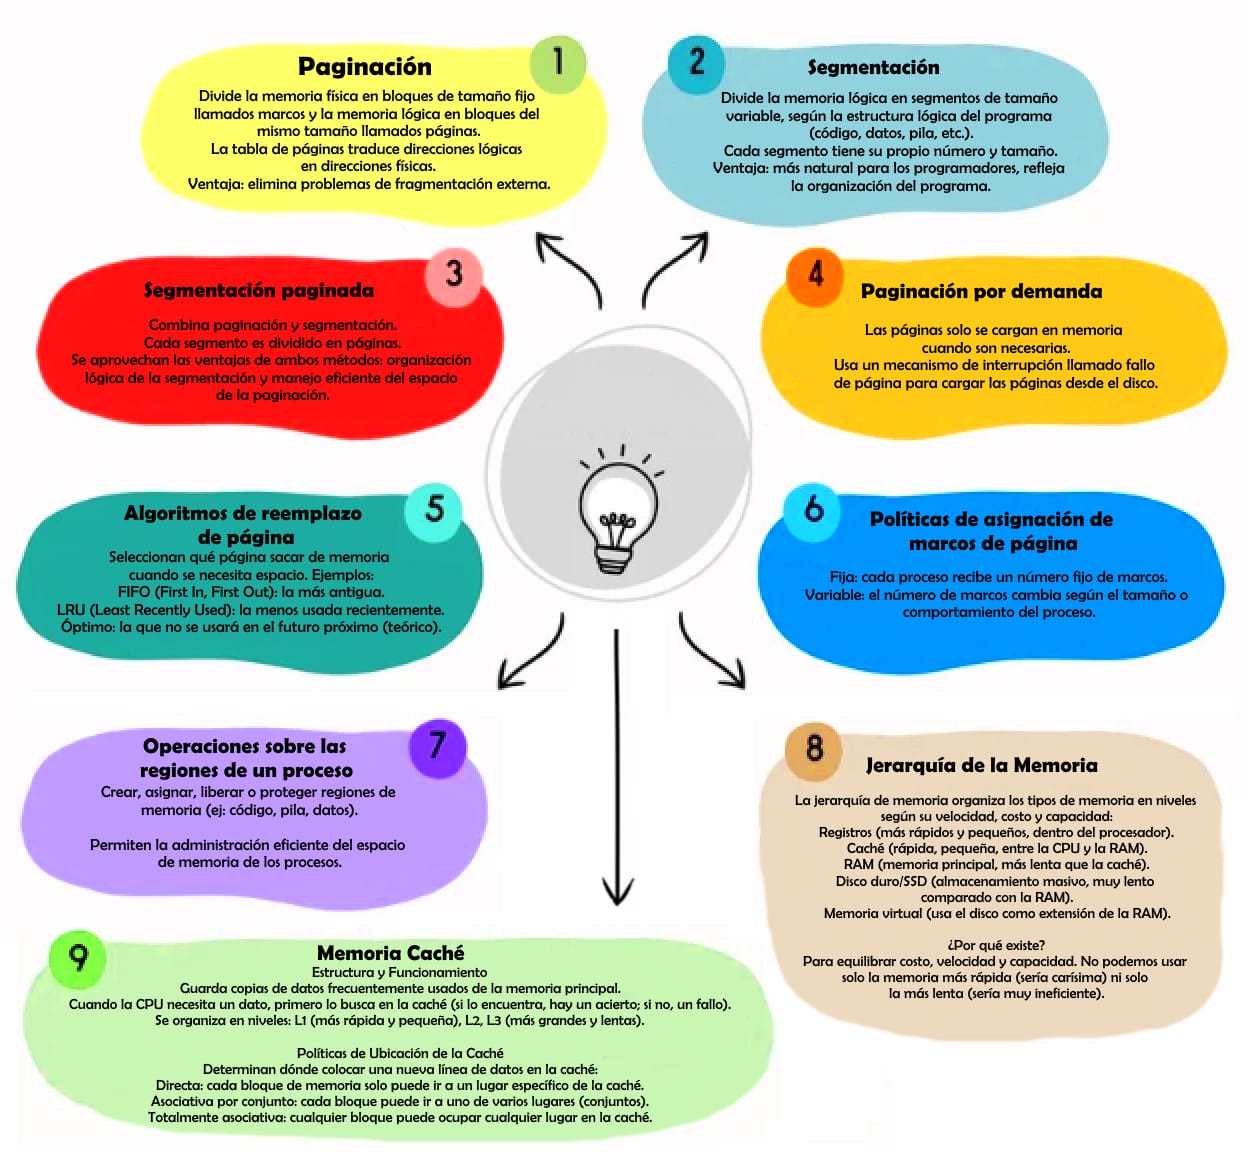 1
Paginación
Divide la memoria física en bloques de tamaño fijo
llamados marcos y la memoria lógica en bloques del
mismo tamaño llamados páginas.
La tabla de páginas traduce direcciones lógicas
en direcciones físicas.
Ventaja: elimina problemas de fragmentación externa.
2
Segmentación
Divide la memoria lógica en segmentos de tamaño
variable, según la estructura lógica del programa
(código, datos, pila, etc.).
Cada segmento tiene su propio número y tamaño.
Ventaja: más natural para los programadores, refleja
la organización del programa.
3
Segmentación paginada
Combina paginación y segmentación.
Cada segmento es dividido en páginas.
Se aprovechan las ventajas de ambos métodos: organización
lógica de la segmentación y manejo eficiente del espacio
de la paginación.
4
Paginación por demanda
Las páginas solo se cargan en memoria
cuando son necesarias.
Usa un mecanismo de interrupción llamado fallo
de página para cargar las páginas desde el disco.
5
Algoritmos de reemplazo
de página
Seleccionan qué página sacar de memoria
cuando se necesita espacio. Ejemplos:
FIFO (First In, First Out): la más antigua.
LRU (Least Recently Used): la menos usada recientemente.
Óptimo: la que no se usará en el futuro próximo (teórico).
6
Políticas de asignación de
marcos de página
Fija: cada proceso recibe un número fijo de marcos.
Variable: el número de marcos cambia según el tamaño o
comportamiento del proceso.
7
Operaciones sobre las
regiones de un proceso
Crear, asignar, liberar o proteger regiones de
memoria (ej: código, pila, datos).
Permiten la administración eficiente del espacio
de memoria de los procesos.
8
Jerarquía de la Memoria
La jerarquía de memoria organiza los tipos de memoria en niveles
según su velocidad, costo y capacidad:
Registros (más rápidos y pequeños, dentro del procesador).
Caché (rápida, pequeña, entre la CPU y la RAM).
RAM (memoria principal, más lenta que la caché).
Disco duro/SSD (almacenamiento masivo, muy lento
comparado con la RAM).
Memoria virtual (usa el disco como extensión de la RAM).
¿Por qué existe?
Para equilibrar costo, velocidad y capacidad. No podemos usar
solo la memoria más rápida (sería carísima) ni solo
la más lenta (sería muy ineficiente).
9
Memoria Caché
Estructura y Funcionamiento
Guarda copias de datos frecuentemente usados de la memoria principal.
Cuando la CPU necesita un dato, primero lo busca en la caché (si lo encuentra, hay un acierto; si no, un fallo).
Se organiza en niveles: L1 (más rápida y pequeña), L2, L3 (más grandes y lentas).
Políticas de Ubicación de la Caché
Determinan dónde colocar una nueva línea de datos en la caché:
Directa: cada bloque de memoria solo puede ir a un lugar específico de la caché.
Asociativa por conjunto: cada bloque puede ir a uno de varios lugares (conjuntos).
Totalmente asociativa: cualquier bloque puede ocupar cualquier lugar en la caché.